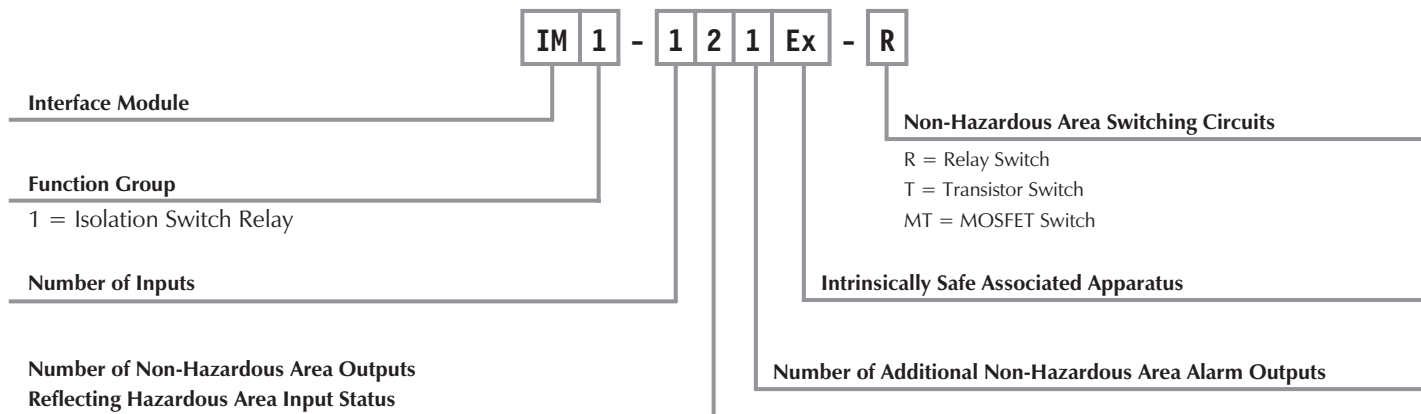 IM 1 - 1 2 1 Ex - R
Interface Module
Function Group
1 = Isolation Switch Relay
Number of Inputs
Number of Non-Hazardous Area Outputs
Reflecting Hazardous Area Input Status
Non-Hazardous Area Switching Circuits
R = Relay Switch
T = Transistor Switch
MT = MOSFET Switch
Intrinsically Safe Associated Apparatus
Number of Additional Non-Hazardous Area Alarm Outputs